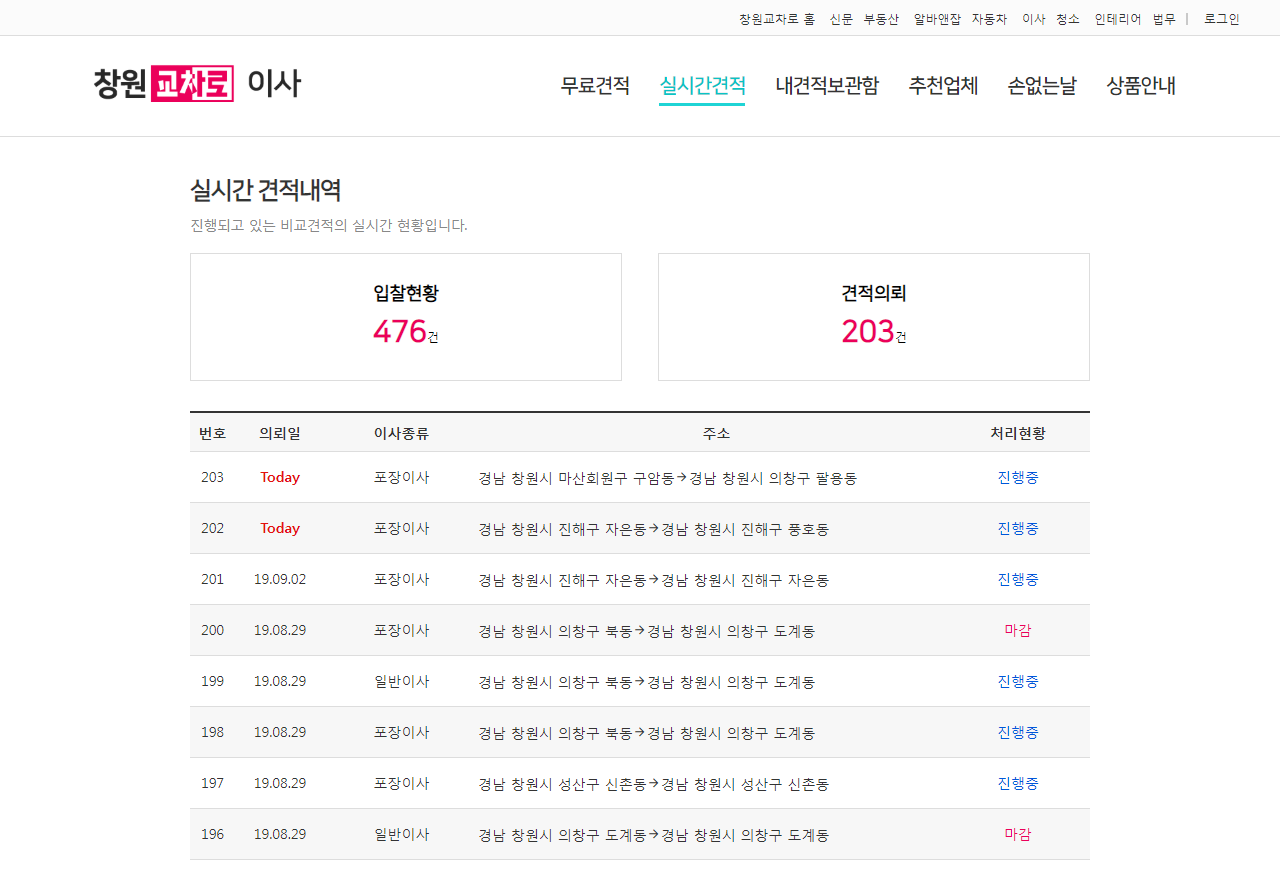 창원교차로 홈 신문 부동산 알바앤잡 자동차 이사 청소 인테리어 법무 | 로그인
창원 교차로 이사 무료견적 실시간견적 내견적보관함 추천업체 손없는날 상품안내
실시간 견적내역
진행되고 있는 비교견적의 실시간 현황입니다.
입찰현황 견적의뢰
476건 203건
번호 의뢰일 이사종류 주소 처리현황
203 Today 포장이사 경남 창원시 마산회원구 구암동→경남 창원시 의창구 팔용동 진행중
202 Today 포장이사 경남 창원시 진해구 자은동→경남 창원시 진해구 풍호동 진행중
201 19.09.02 포장이사 경남 창원시 진해구 자은동→경남 창원시 진해구 자은동 진행중
200 19.08.29 포장이사 경남 창원시 의창구 북동→경남 창원시 의창구 도계동 마감
199 19.08.29 일반이사 경남 창원시 의창구 북동→경남 창원시 의창구 도계동 진행중
198 19.08.29 포장이사 경남 창원시 의창구 북동→경남 창원시 의창구 도계동 진행중
197 19.08.29 포장이사 경남 창원시 성산구 신촌동→경남 창원시 성산구 신촌동 진행중
196 19.08.29 일반이사 경남 창원시 의창구 도계동→경남 창원시 의창구 도계동 마감